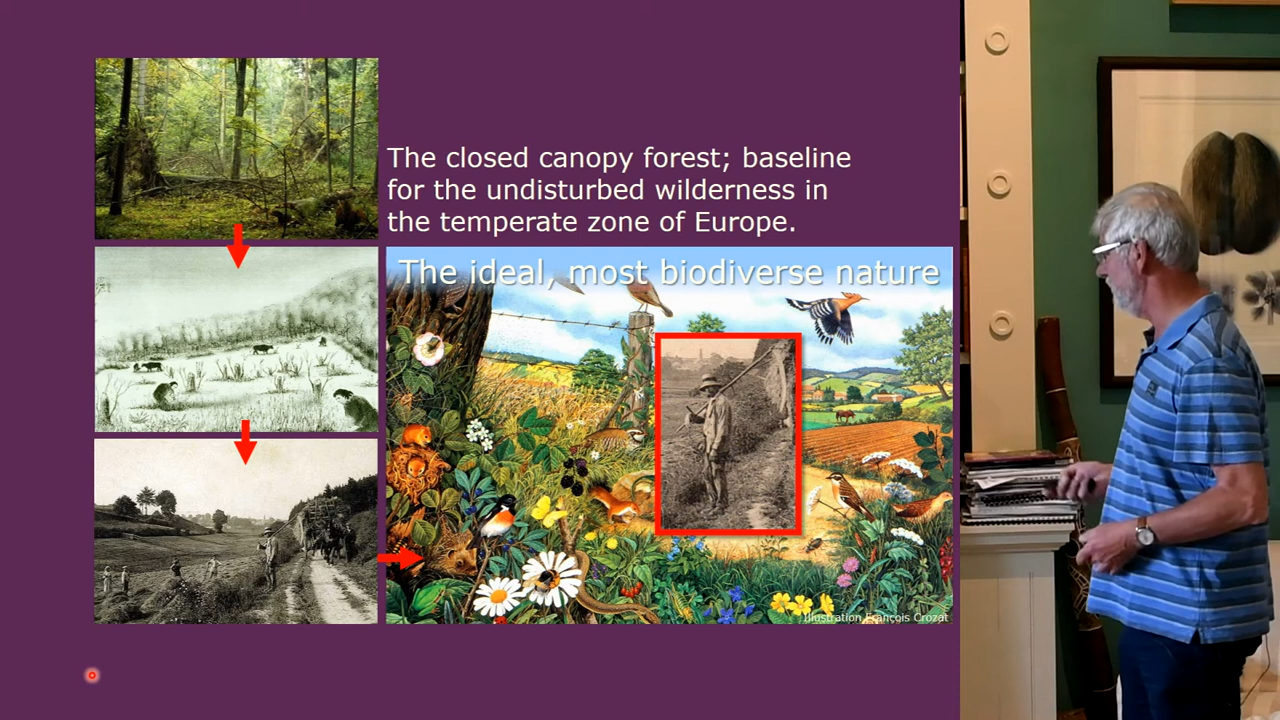 The closed canopy forest; baseline
for the undisturbed wilderness in
the temperate zone of Europe.
The ideal, most biodiverse nature
Illustration François Crozat